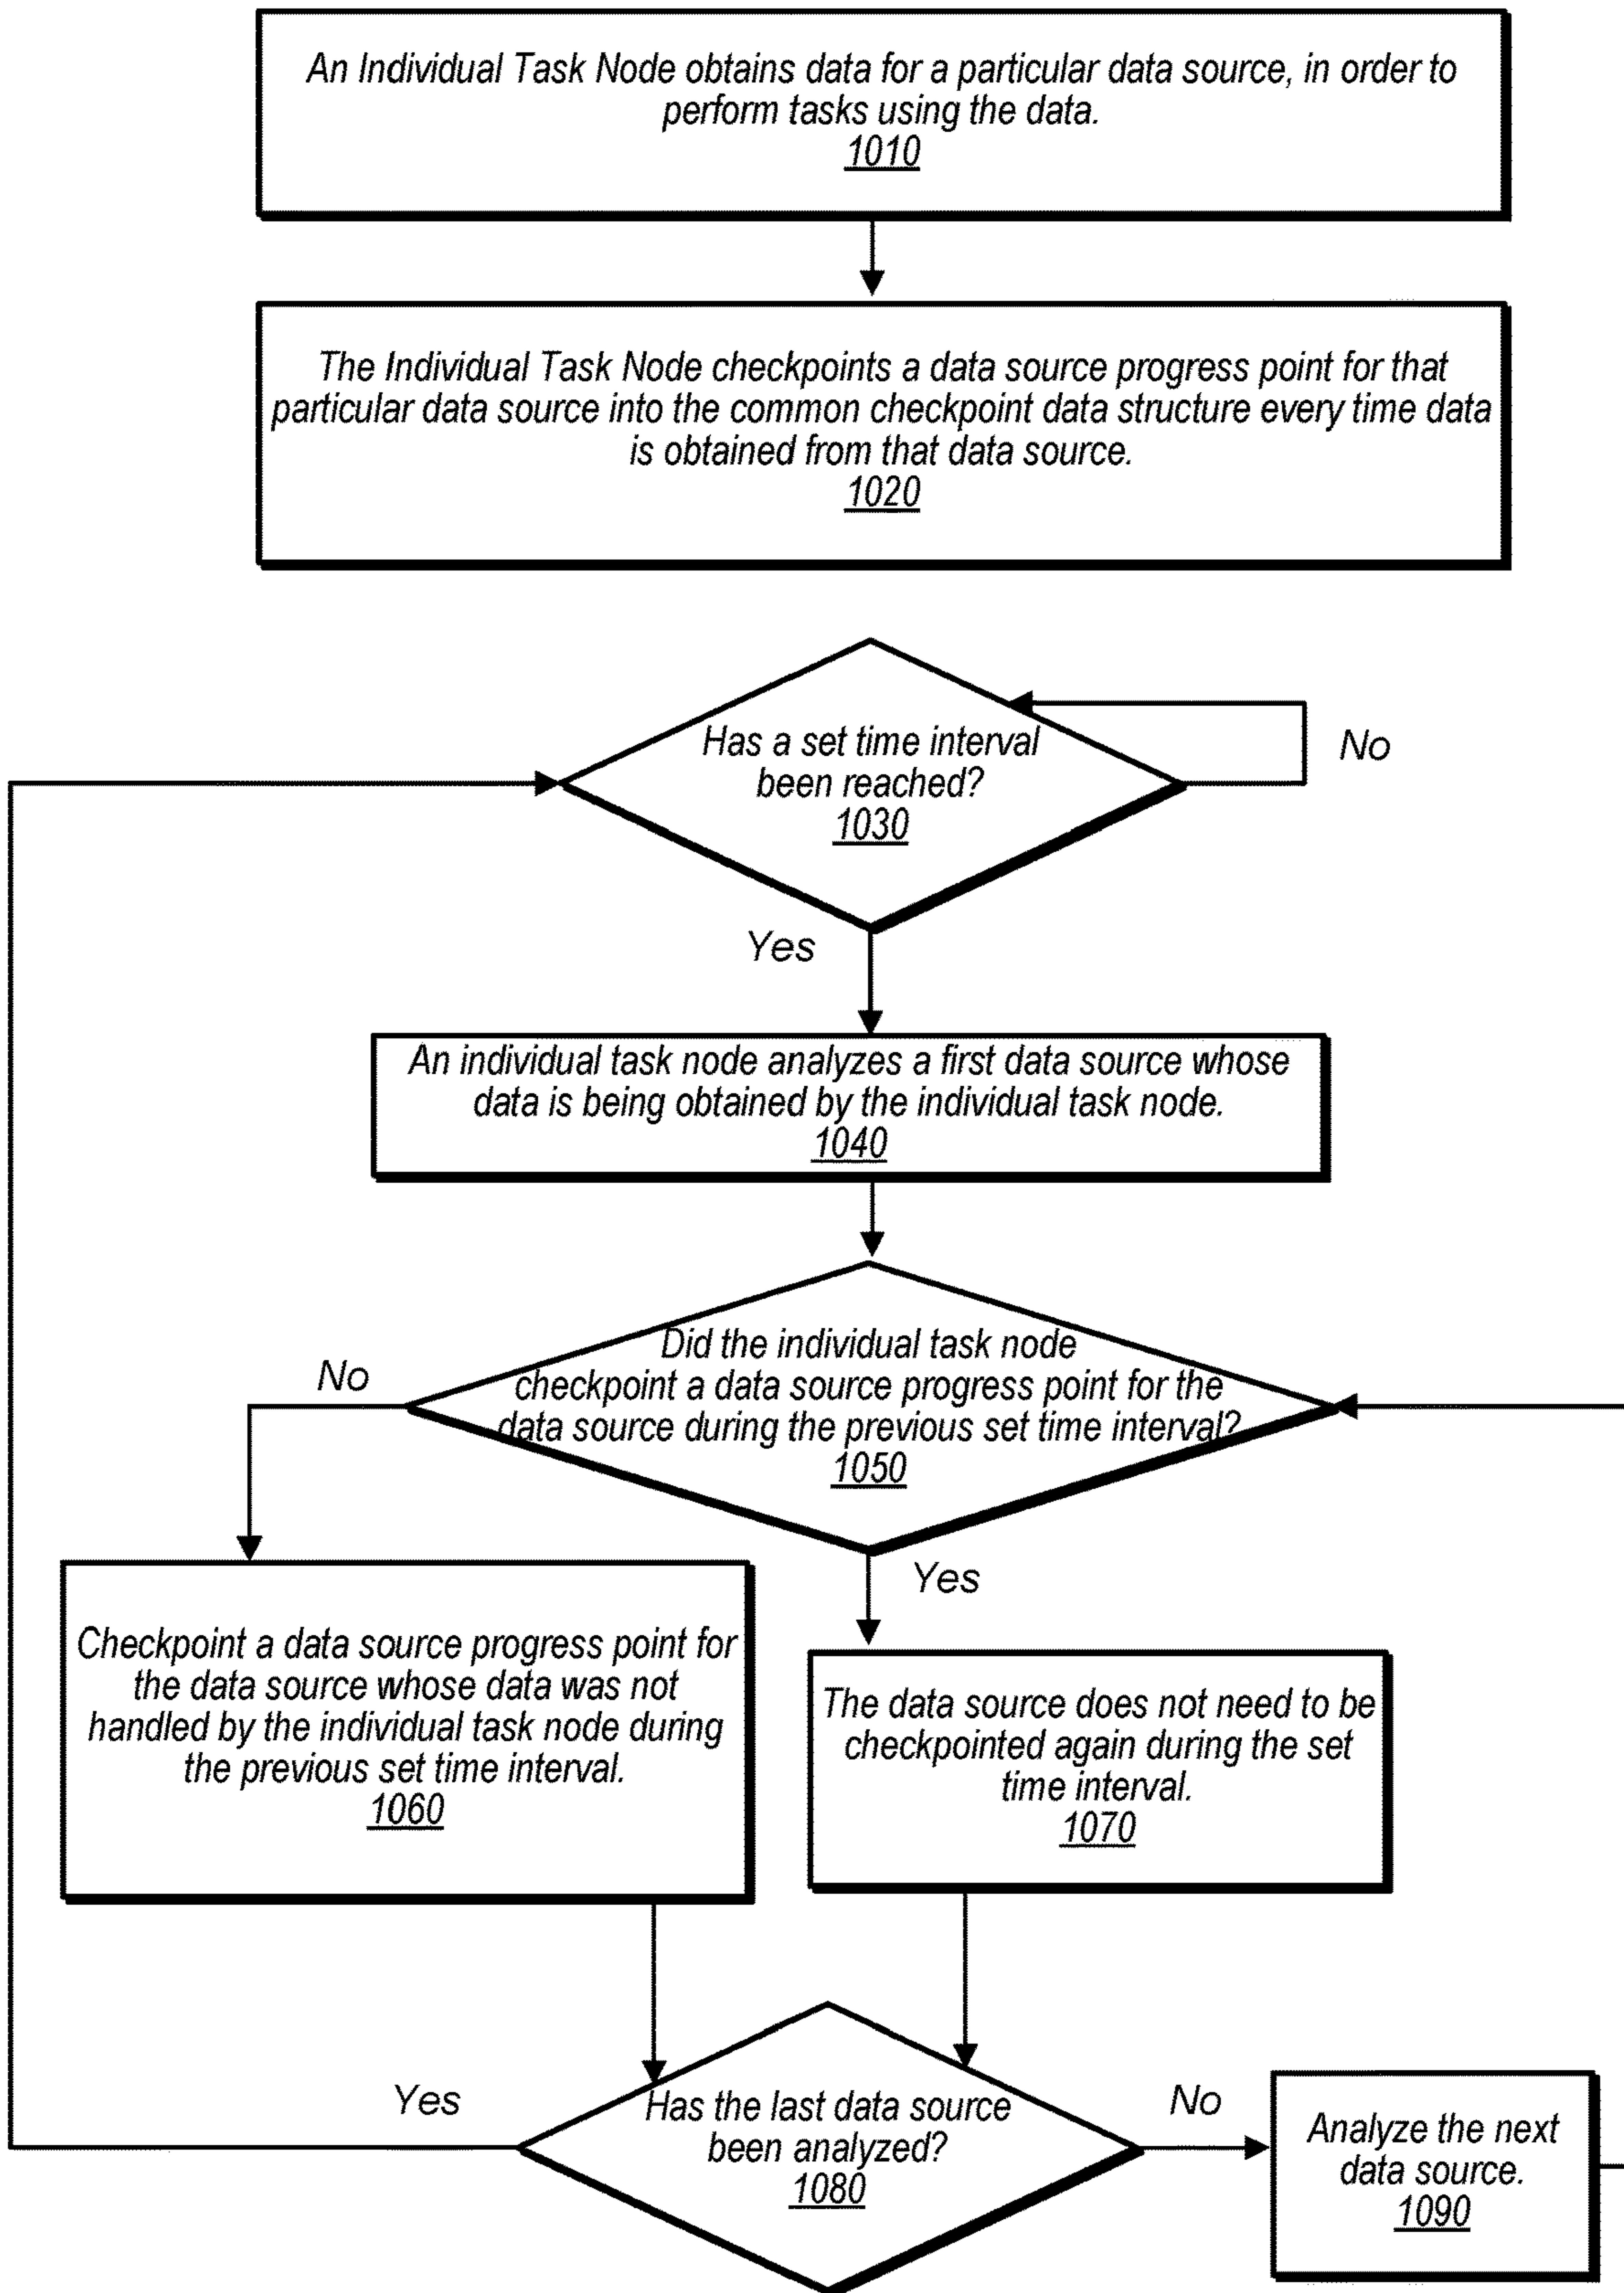 An Individual Task Node obtains data for a particular data source, in order to
perform tasks using the data.
1010
The Individual Task Node checkpoints a data source progress point for that
particular data source into the common checkpoint data structure every time data
is obtained from that data source.
1020
Has a set time interval
been reached?
1030
No
Yes
An individual task node analyzes a first data source whose
data is being obtained by the individual task node.
1040
Did the individual task node
checkpoint a data source progress point for the
data source during the previous set time interval?
1050
No
Yes
Checkpoint a data source progress point for
the data source whose data was not
handled by the individual task node during
the previous set time interval.
1060
The data source does not need to be
checkpointed again during the set
time interval.
1070
Yes
Has the last data source
been analyzed?
1080
No
Analyze the next
data source.
1090